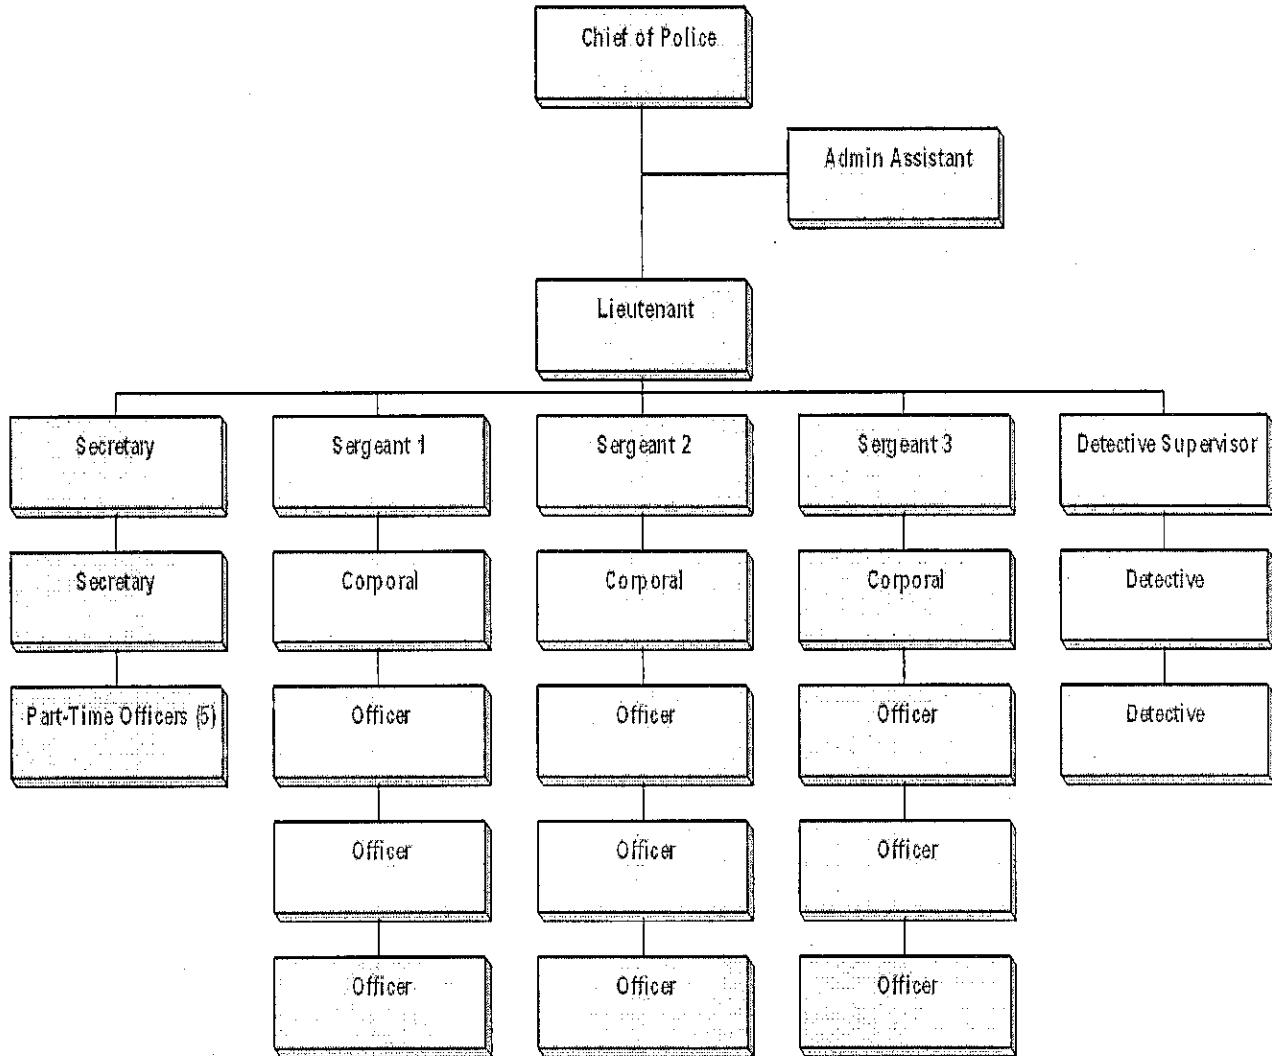 Chief of Police
Admin Assistant
Lieutenant
Secretary
Sergeant 1
Sergeant 2
Sergeant 3
Detective Supervisor
Secretary
Corporal
Corporal
Corporal
Detective
Part-Time Officers (5)
Officer
Officer
Officer
Detective
Officer
Officer
Officer
Officer
Officer
Officer